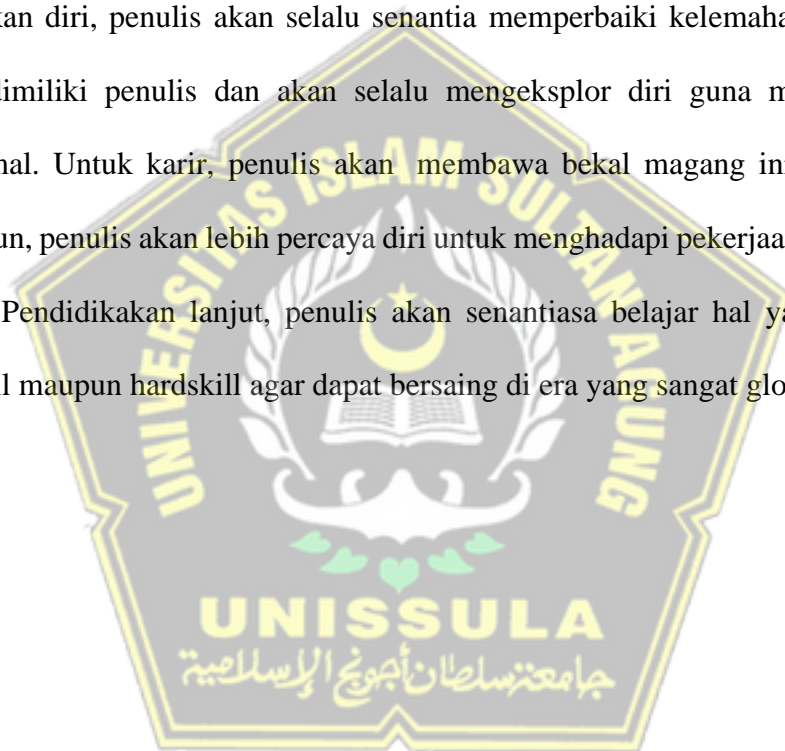 kan diri, penulis akan selalu senantia memperbaiki kelemaha
dimiliki penulis dan akan selalu mengeksplor diri guna m
nal. Untuk karir, penulis akan membawa bekal magang ini
un, penulis akan lebih percaya diri untuk menghadapi pekerjaa
Pendidikakan lanjut, penulis akan senantiasa belajar hal ya
l maupun hardskill agar dapat bersaing di era yang sangat glo
UNIVERSITAS ISLAM SULTAN AGUNG
UNISSULA
جامعة سلطان أجونج الإسلامية